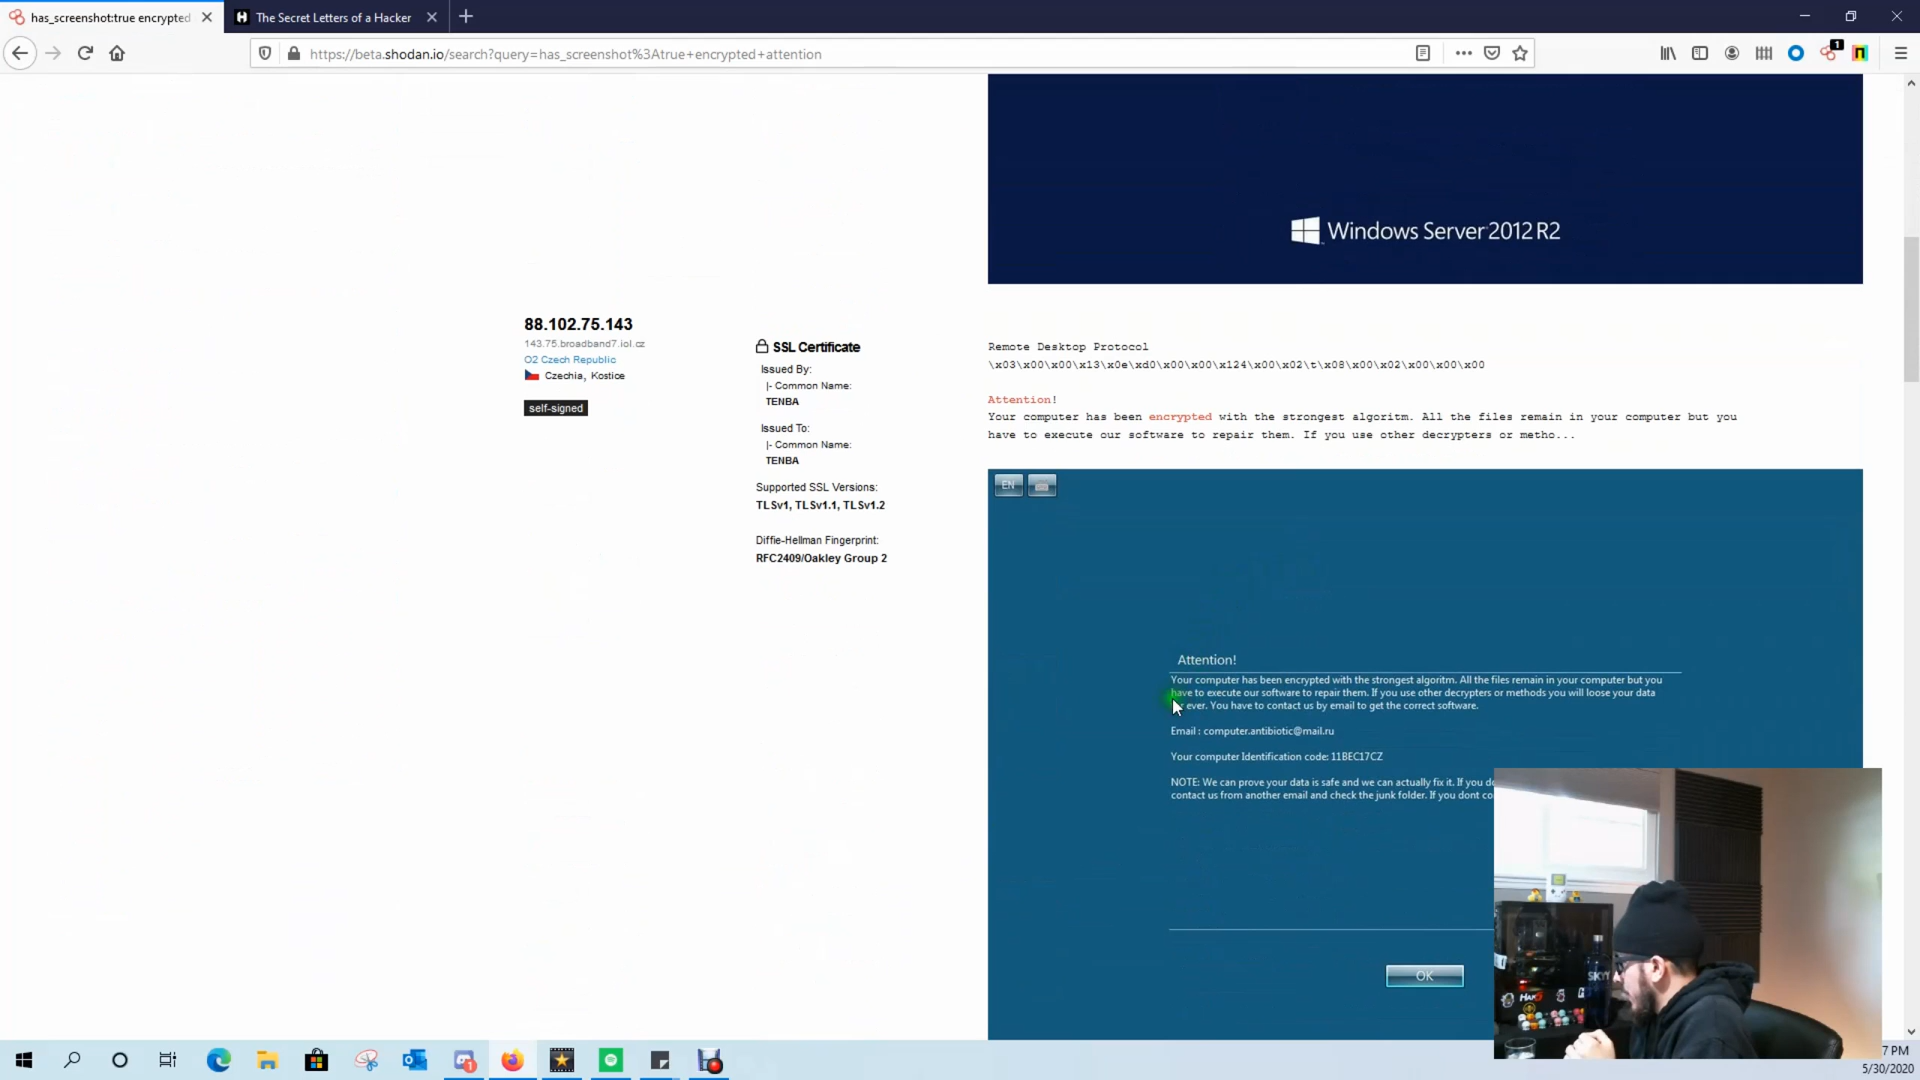 has_screenshot:true encrypted
The Secret Letters of a Hacker
https://beta.shodan.io/search?query=has_screenshot%3Atrue+encrypted+attention
1
Windows Server 2012 R2
88.102.75.143
143.75.broadband7.iol.cz
O2 Czech Republic
Czechia, Kostice
self-signed
SSL Certificate
Issued By:
|- Common Name:
TENBA
Issued To:
|- Common Name:
TENBA
Supported SSL Versions:
TLSv1, TLSv1.1, TLSv1.2
Diffie-Hellman Fingerprint:
RFC2409/Oakley Group 2
Remote Desktop Protocol
\x03\x00\x00\x13\x0e\xd0\x00\x00\x124\x00\x02\t\x08\x00\x02\x00\x00\x00
Attention!
Your computer has been encrypted with the strongest algoritm. All the files remain in your computer but you
have to execute our software to repair them. If you use other decrypters or metho...
EN
Attention!
Your computer has been encrypted with the strongest algoritm. All the files remain in your computer but you
have to execute our software to repair them. If you use other decrypters or methods you will loose your data
ever. You have to contact us by email to get the correct software.
Email : computer.antibiotic@mail.ru
Your computer Identification code: 11BEC17CZ
NOTE: We can prove your data is safe and we can actually fix it. If you
contact us from another email and check the junk folder. If you dont
OK
SKYY
1
7 PM
5/30/2020